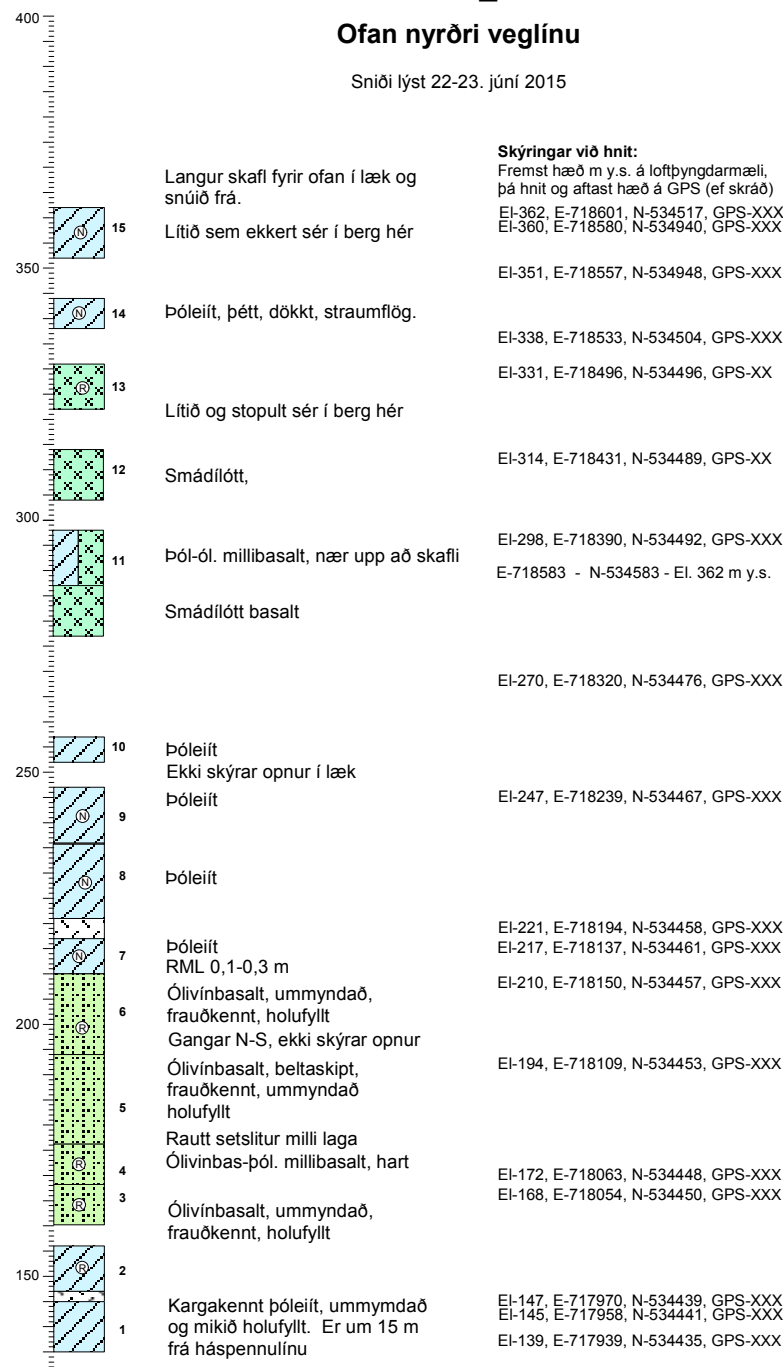 Ofan nyrðri veglínu
Sniði lýst 22-23. júní 2015
400
Skýringar við hnit:
Fremst hæð m y.s. á loftþyngdarmæli,
þá hnit og aftast hæð á GPS (ef skráð)
Langur skafl fyrir ofan í læk og
snúið frá.
El-362, E-718601, N-534517, GPS-XXX
N
15
Lítið sem ekkert sér í berg hér
El-360, E-718580, N-534940, GPS-XXX
350
El-351, E-718557, N-534948, GPS-XXX
N
14
Þóleiít, þétt, dökkt, straumflög.
El-338, E-718533, N-534504, GPS-XXX
El-331, E-718496, N-534496, GPS-XX
R
13
Lítið og stopult sér í berg hér
El-314, E-718431, N-534489, GPS-XX
12
Smádílótt,
300
El-298, E-718390, N-534492, GPS-XXX
11
Þól-ól. millibasalt, nær upp að skafli
E-718583 - N-534583 - El. 362 m y.s.
Smádílótt basalt
El-270, E-718320, N-534476, GPS-XXX
10
Þóleiít
250
Ekki skýrar opnur í læk
Þóleiít
El-247, E-718239, N-534467, GPS-XXX
N
9
N
8
Þóleiít
El-221, E-718194, N-534458, GPS-XXX
Þóleiít
El-217, E-718137, N-534461, GPS-XXX
N
7
RML 0,1-0,3 m
El-210, E-718150, N-534457, GPS-XXX
Ólivínbasalt, ummyndað,
frauðkennt, holufyllt
6
200
R
Gangar N-S, ekki skýrar opnur
Ólivínbasalt, beltaskipt,
El-194, E-718109, N-534453, GPS-XXX
frauðkennt, ummyndað
holufyllt
5
Rautt setslitur milli laga
R
4
Ólivinbas-þól. millibasalt, hart
El-172, E-718063, N-534448, GPS-XXX
El-168, E-718054, N-534450, GPS-XXX
R
3
Ólivínbasalt, ummyndað,
frauðkennt, holufyllt
R
2
150
El-147, E-717970, N-534439, GPS-XXX
Kargakennt þóleiít, ummymdað
El-145, E-717958, N-534441, GPS-XXX
1
og mikið holufyllt. Er um 15 m
frá háspennulínu
El-139, E-717939, N-534435, GPS-XXX